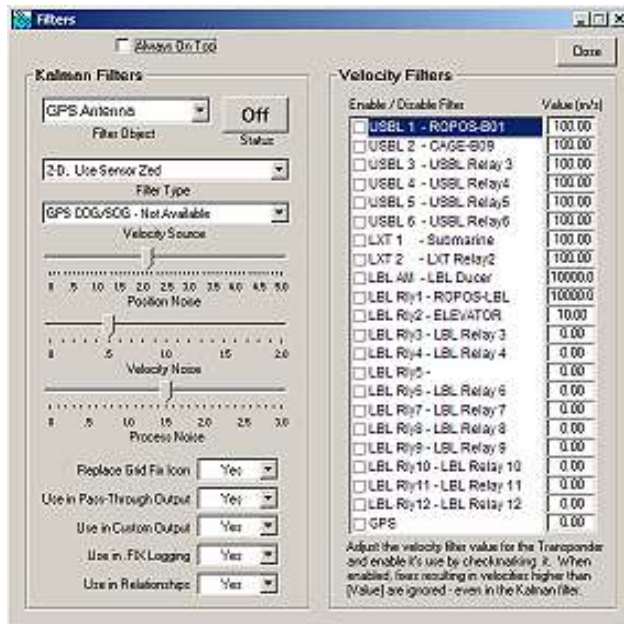 Filters
Always On Top
Close
Kalman Filters
GPS Antenna
Off
Filter Object
Status
2-D. Use Sensor Zed
Filter Type
GPS COG/SOG - Not Available
Velocity Source
0 .5 1.0 1.5 2.0 2.5 3.0 3.5 4.0 4.5 5.0
Position Noise
0 .5 1.0 1.5 2.0
Velocity Noise
0 .5 1.0 1.5 2.0 2.5 3.0
Process Noise
Replace Grid Fix Icon Yes
Use in Pass-Through Output Yes
Use in Custom Output Yes
Use in .FIX Logging Yes
Use in Relationships Yes
Velocity Filters
Enable / Disable Filter Value (m/s)
USBL 1 - ROPOS-B01 100.00
USBL 2 - CAGE-B09 100.00
USBL 3 - USBL Relay 3 100.00
USBL 4 - USBL Relay4 100.00
USBL 5 - USBL Relay5 100.00
USBL 6 - USBL Relay6 100.00
LXT 1 - Submarine 100.00
LXT 2 - LXT Relay2 100.00
LBL AM - LBL Ducer 10000.0
LBL Rly1 - ROPOS-LBL 10000.0
LBL Rly2 - ELEVATOR 10.00
LBL Rly3 - LBL Relay 3 0.00
LBL Rly4 - LBL Relay 4 0.00
LBL Rly5 - 0.00
LBL Rly6 - LBL Relay 6 0.00
LBL Rly7 - LBL Relay 7 0.00
LBL Rly8 - LBL Relay 8 0.00
LBL Rly9 - LBL Relay 9 0.00
LBL Rly10 - LBL Relay 10 0.00
LBL Rly11 - LBL Relay 11 0.00
LBL Rly12 - LBL Relay 12 0.00
GPS 0.00
Adjust the velocity filter value for the Transponder
and enable it's use by checkmarking it. When
enabled, fixes resulting in velocities higher than
[Value] are ignored - even in the Kalman filter.